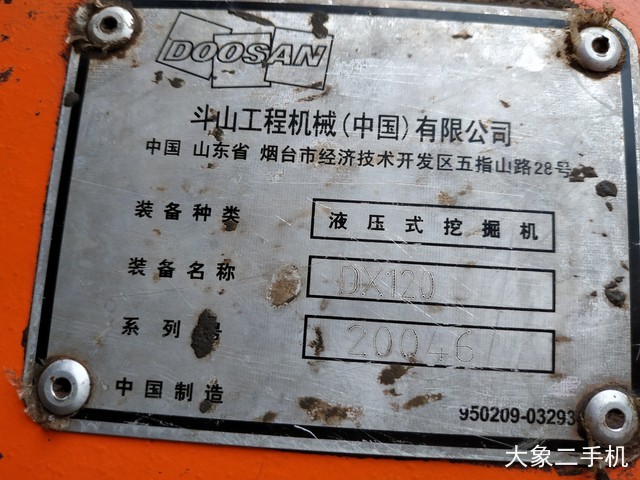 DOOSAN
斗山工程机械(中国)有限公司
中国 山东省 烟台市经济技术开发区五指山路28号
装备种类 液压式挖掘机
装备名称 DX120
系列号 20046
中国制造 950209-03293
大象二手机